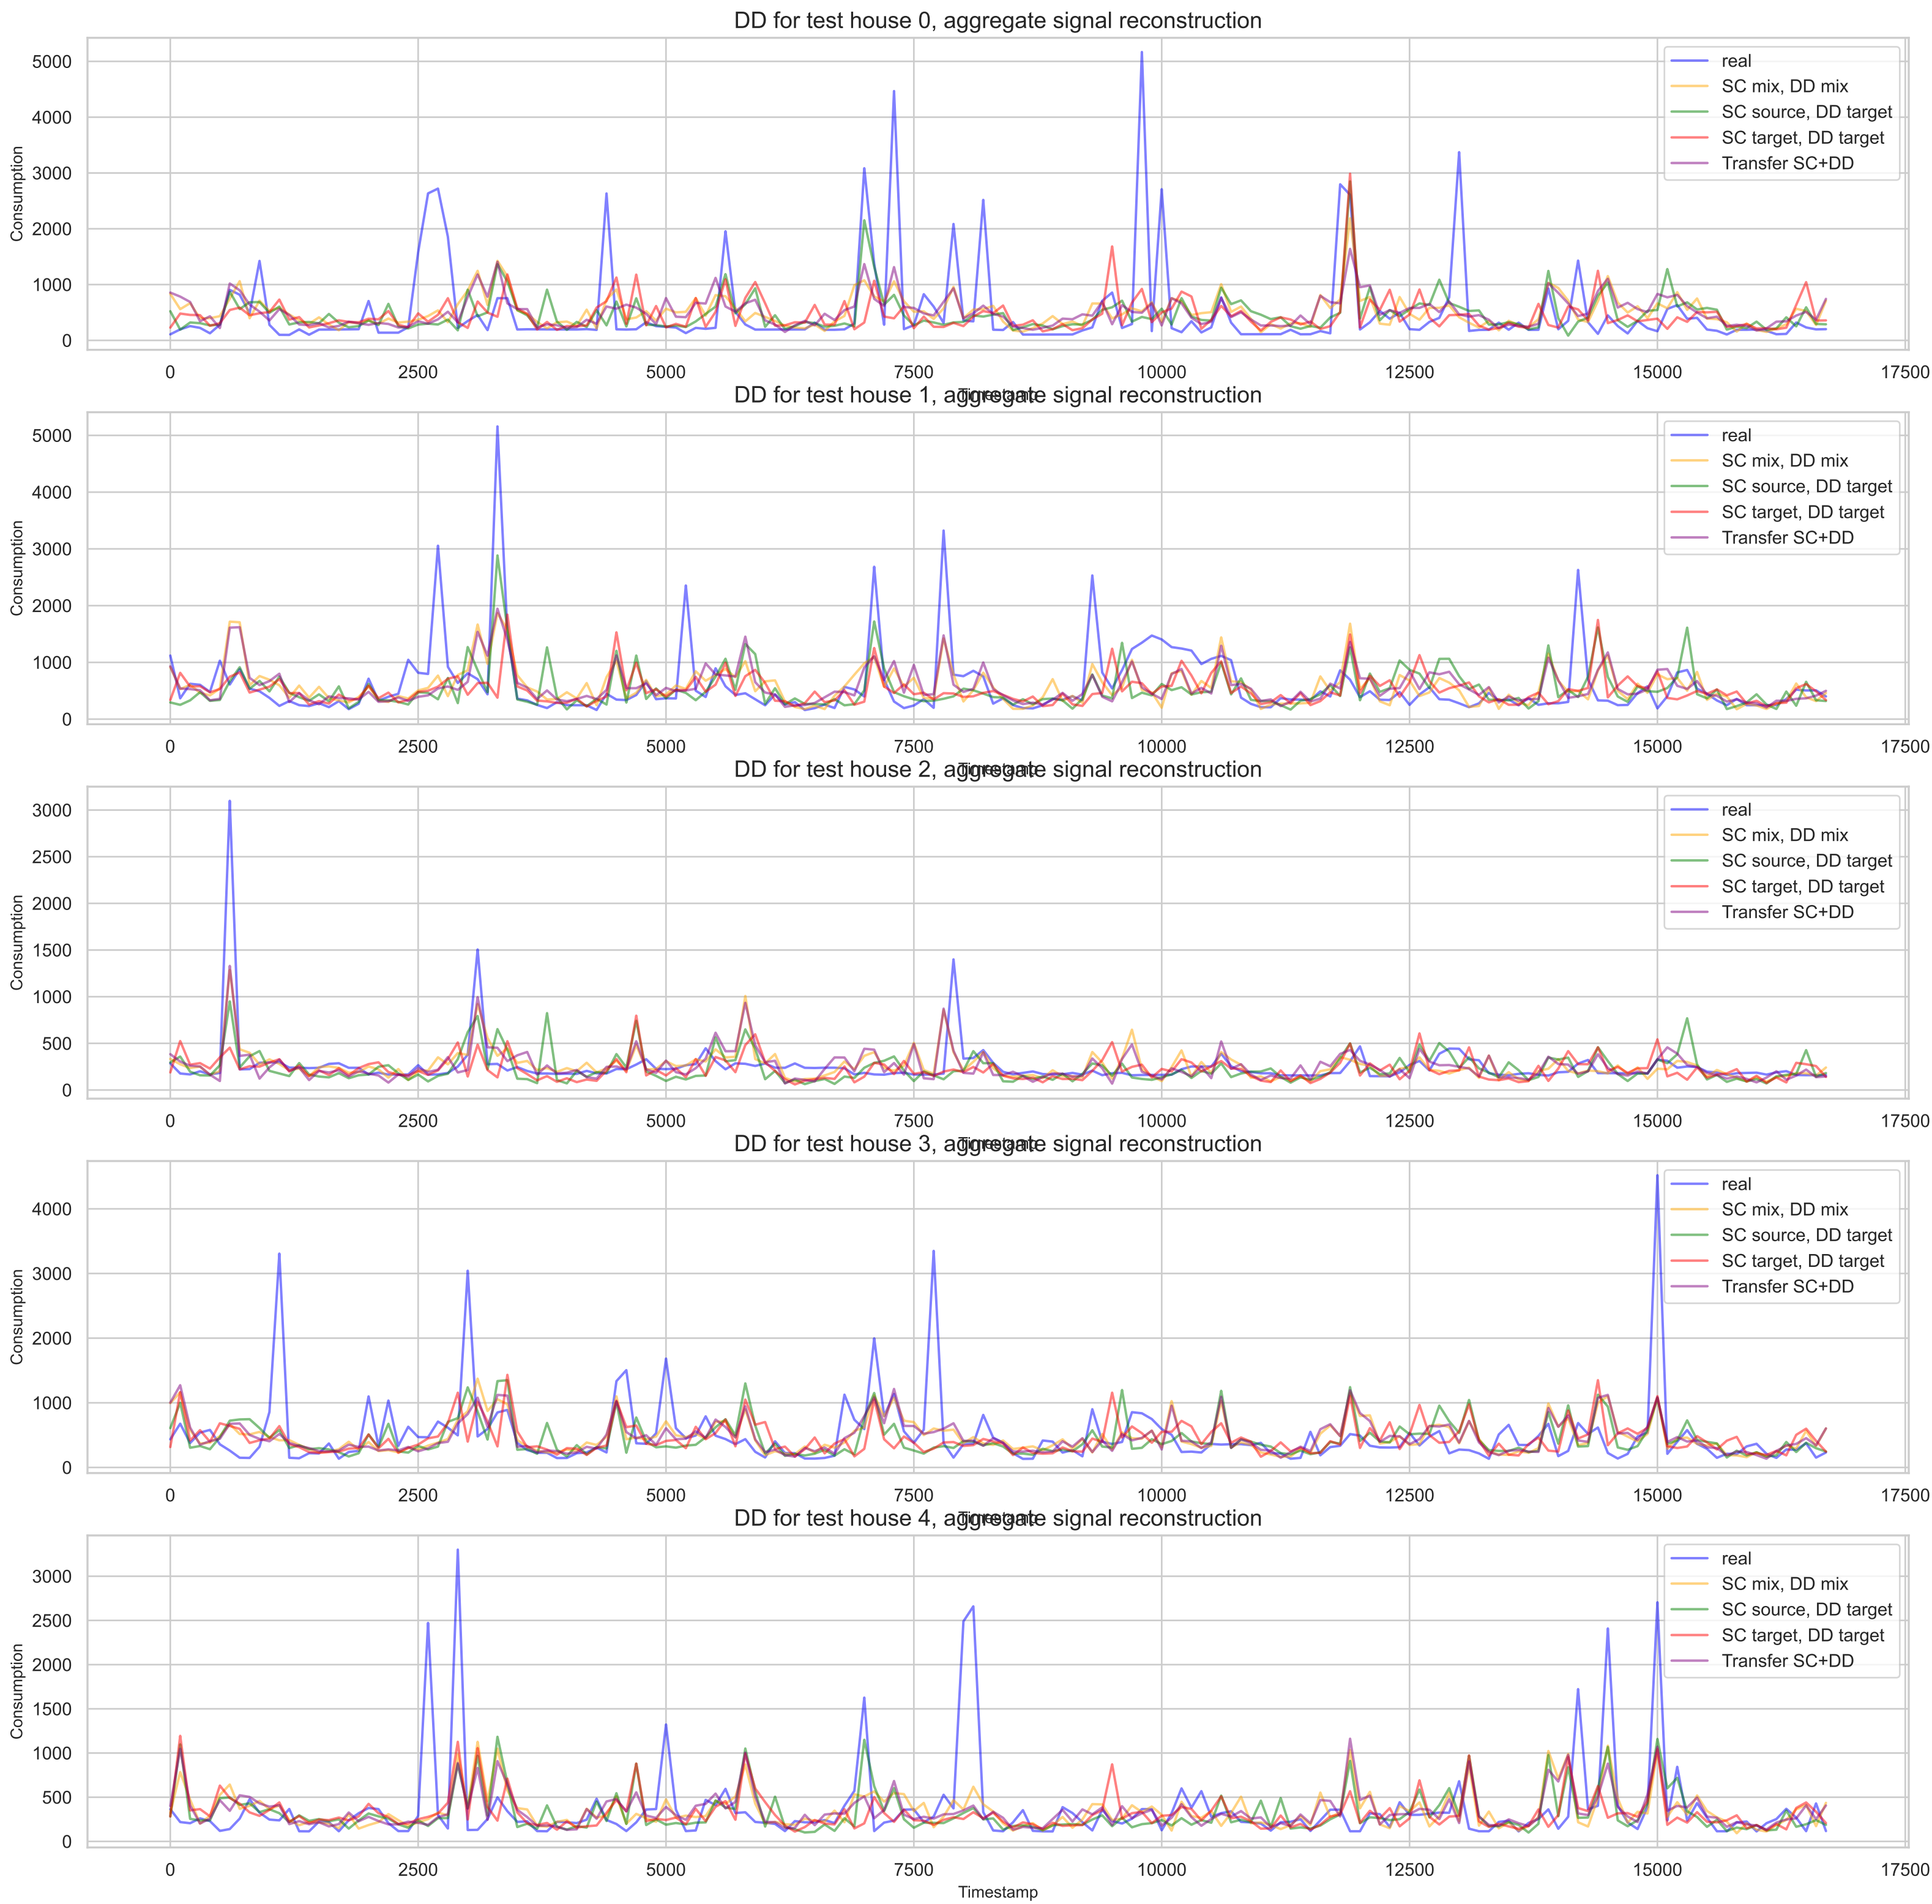 DD for test house 0, aggregate signal reconstruction
5000
4000
3000
2000
1000
0
Consumption
real
SC mix, DD mix
SC source, DD target
SC target, DD target
Transfer SC+DD
0 2500 5000 7500 10000 12500 15000 17500
Timestamp
DD for test house 1, aggregate signal reconstruction
5000
4000
3000
2000
1000
0
Consumption
real
SC mix, DD mix
SC source, DD target
SC target, DD target
Transfer SC+DD
0 2500 5000 7500 10000 12500 15000 17500
Timestamp
DD for test house 2, aggregate signal reconstruction
3000
2500
2000
1500
1000
500
0
Consumption
real
SC mix, DD mix
SC source, DD target
SC target, DD target
Transfer SC+DD
0 2500 5000 7500 10000 12500 15000 17500
Timestamp
DD for test house 3, aggregate signal reconstruction
4000
3000
2000
1000
0
Consumption
real
SC mix, DD mix
SC source, DD target
SC target, DD target
Transfer SC+DD
0 2500 5000 7500 10000 12500 15000 17500
Timestamp
DD for test house 4, aggregate signal reconstruction
3000
2500
2000
1500
1000
500
0
Consumption
real
SC mix, DD mix
SC source, DD target
SC target, DD target
Transfer SC+DD
0 2500 5000 7500 10000 12500 15000 17500
Timestamp